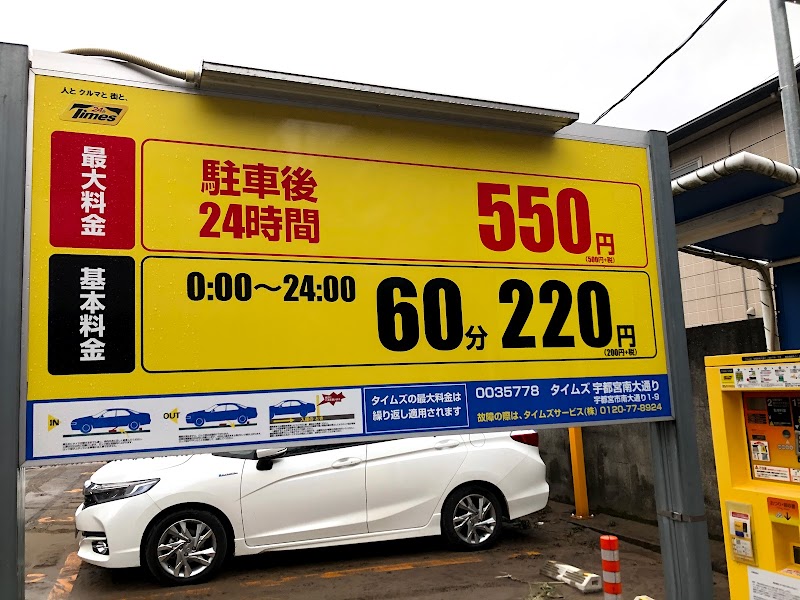 人と クルマと 街と、
24h
Times
最大料金
駐車後
24時間
550円
(500円+税)
基本料金
0:00〜24:00
60分 220円
(200円+税)
IN
OUT
タイムズの最大料金は
繰り返し適用されます
0035778 タイムズ 宇都宮南大通り
宇都宮市南大通り1-9
故障の際は、タイムズサービス(株) 0120-77-8924